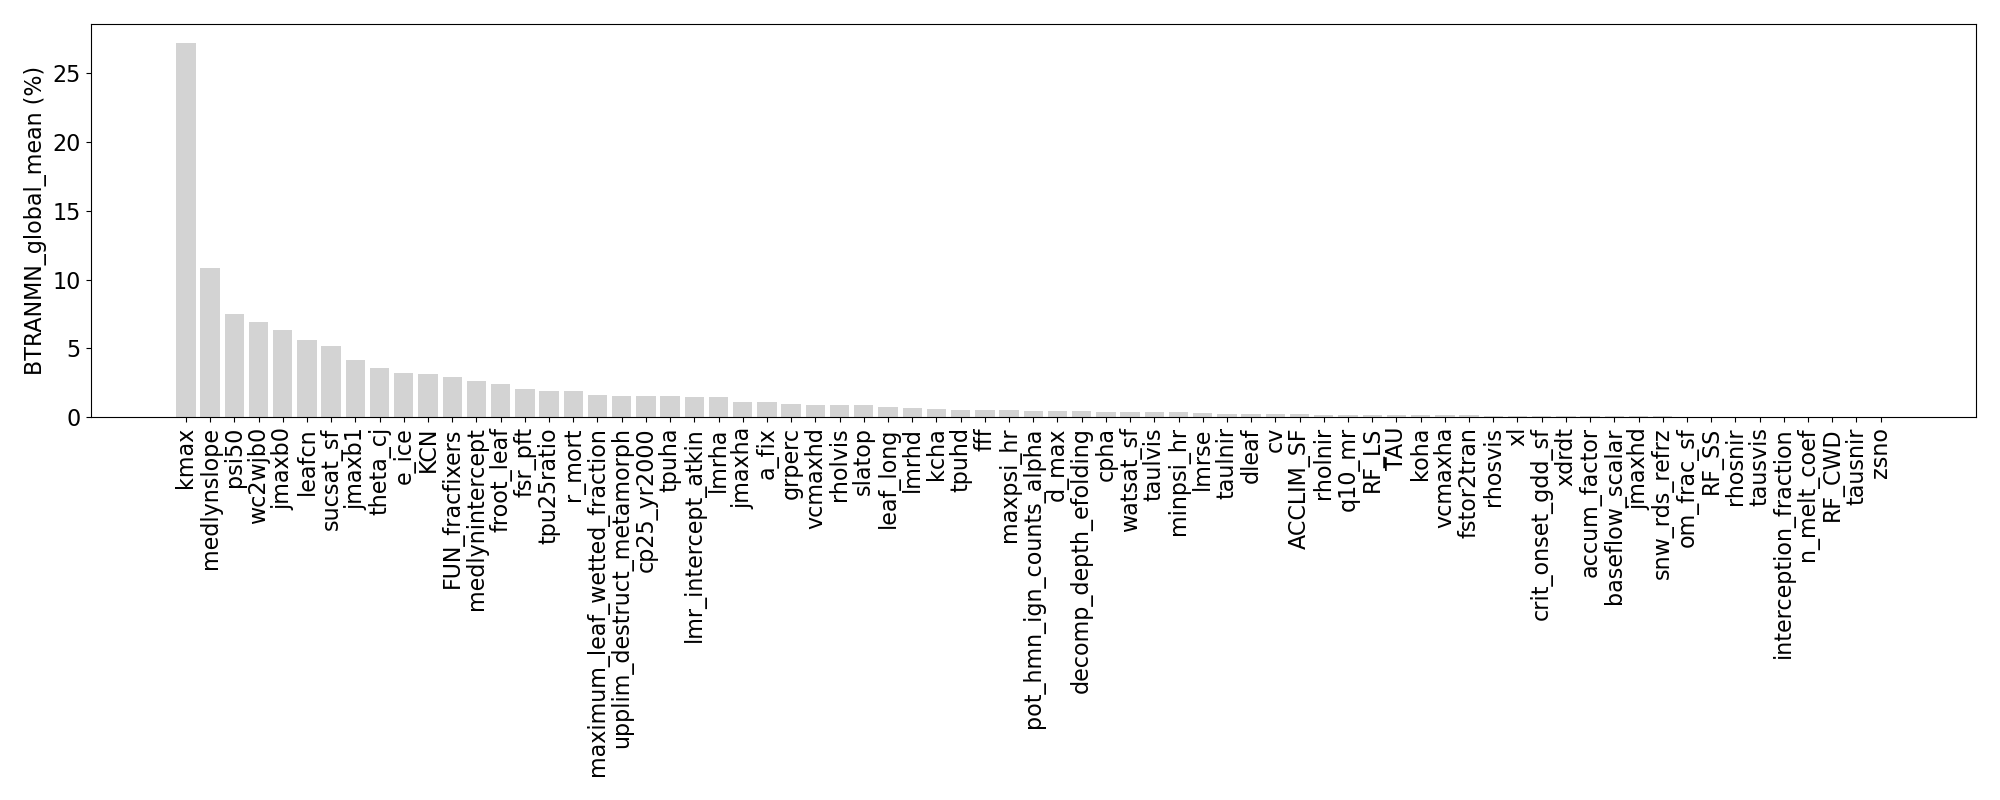 BTRANMN_global_mean (%)
25
20
15
10
5
0
kmax
medlynslope
psi50
wc2wjb0
jmaxb0
leafcn
sucsat_sf
jmaxb1
theta_cj
e_ice
KCN
FUN_fracfixers
medlynintercept
froot_leaf
fsr_pft
tpu25ratio
r_mort
maximum_leaf_wetted_fraction
upplim_destruct_metamorph
cp25_yr2000
tpuha
lmr_intercept_atkin
lmrha
jmaxha
a_fix
grperc
vcmaxhd
rholvis
slatop
leaf_long
lmrhd
kcha
tpuhd
fff
maxpsi_hr
pot_hmn_ign_counts_alpha
d_max
decomp_depth_efolding
cpha
watsat_sf
taulvis
minpsi_hr
lmrse
taulnir
dleaf
cv
ACCLIM_SF
rholnir
q10_mr
RF_LS
TAU
koha
vcmaxha
fstor2tran
rhosvis
xl
crit_onset_gdd_sf
xdrdt
accum_factor
baseflow_scalar
jmaxhd
snw_rds_refrz
om_frac_sf
RF_SS
rhosnir
tausvis
interception_fraction
n_melt_coef
RF_CWD
tausnir
zsno